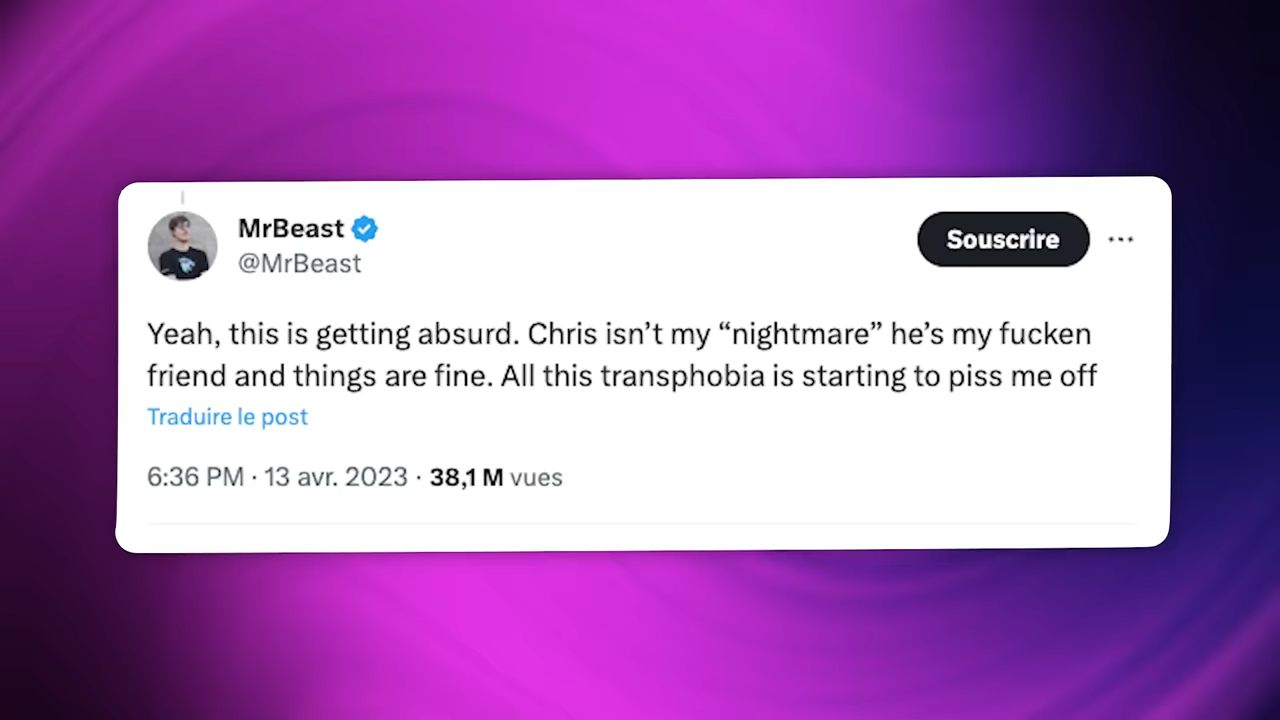 MrBeast
@MrBeast
Souscrire
Yeah, this is getting absurd. Chris isn’t my “nightmare” he’s my fucken
friend and things are fine. All this transphobia is starting to piss me off
Traduire le post
6:36 PM · 13 avr. 2023 · 38,1 M vues